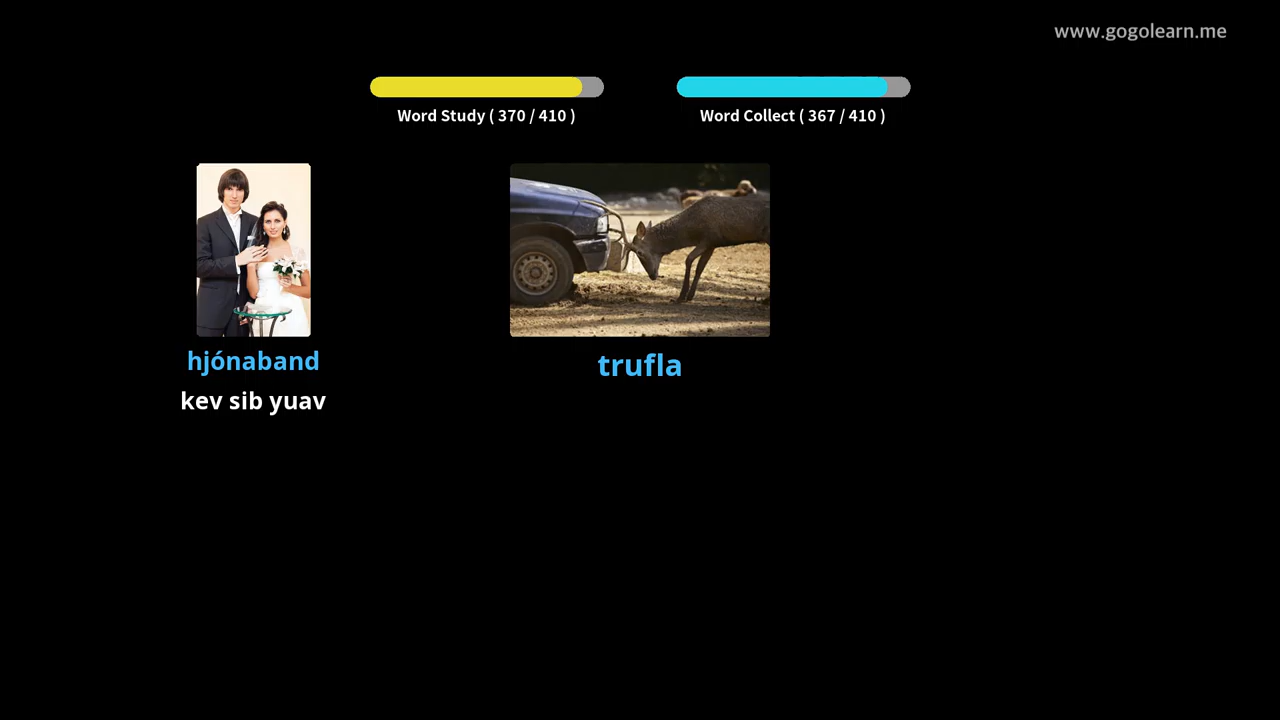 www.gogolearn.me
Word Study ( 370 / 410 )
Word Collect ( 367 / 410 )
hjónaband
kev sib yuav
trufla